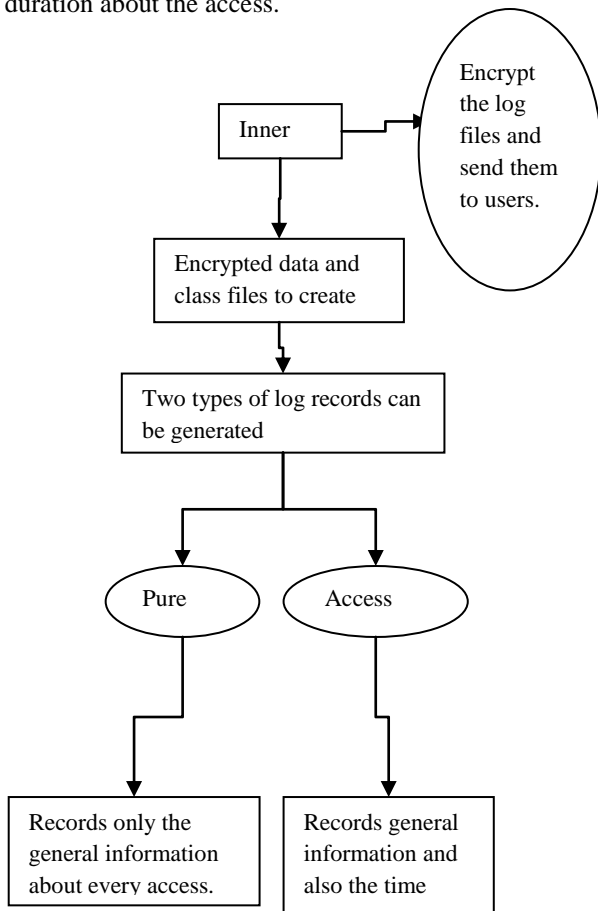 duration about the access.
Encrypt
the log
files and
send them
to users.
Inner
Encrypted data and
class files to create
Two types of log records can
be generated
Pure
Access
Records only the
general information
about every access.
Records general
information and
also the time